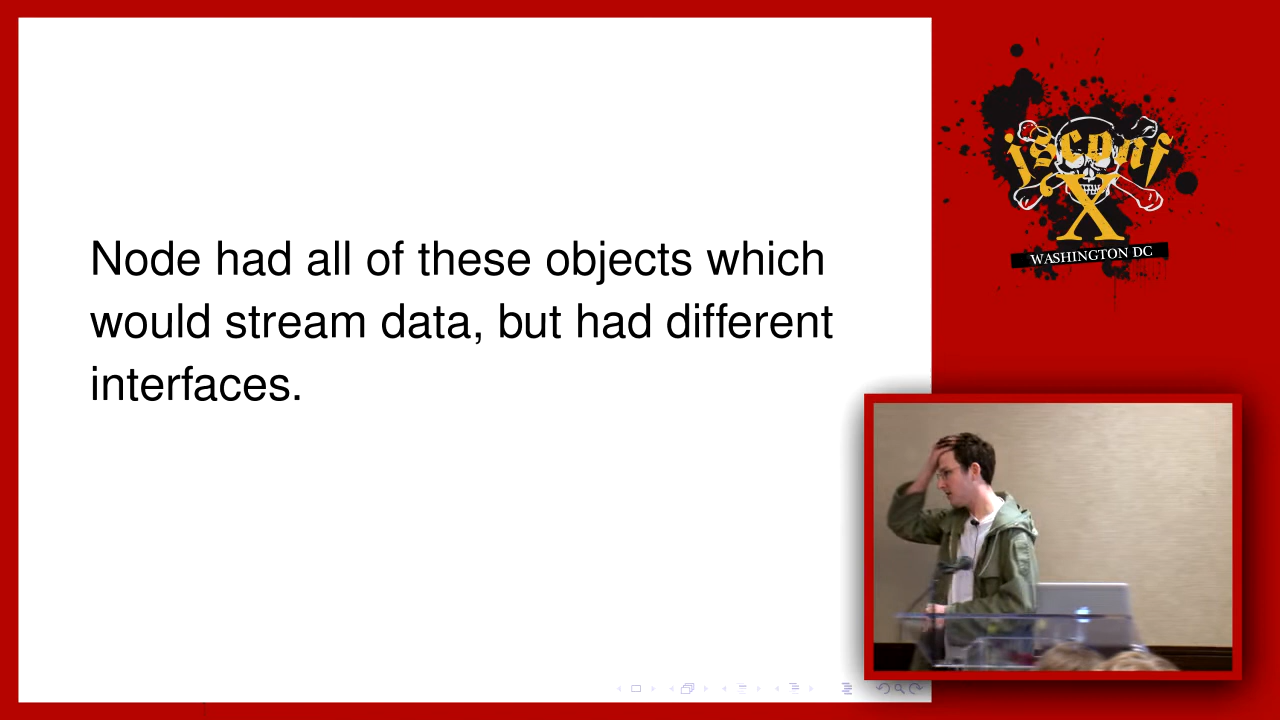 Node had all of these objects which
would stream data, but had different
interfaces.
jsconf
X
WASHINGTON DC